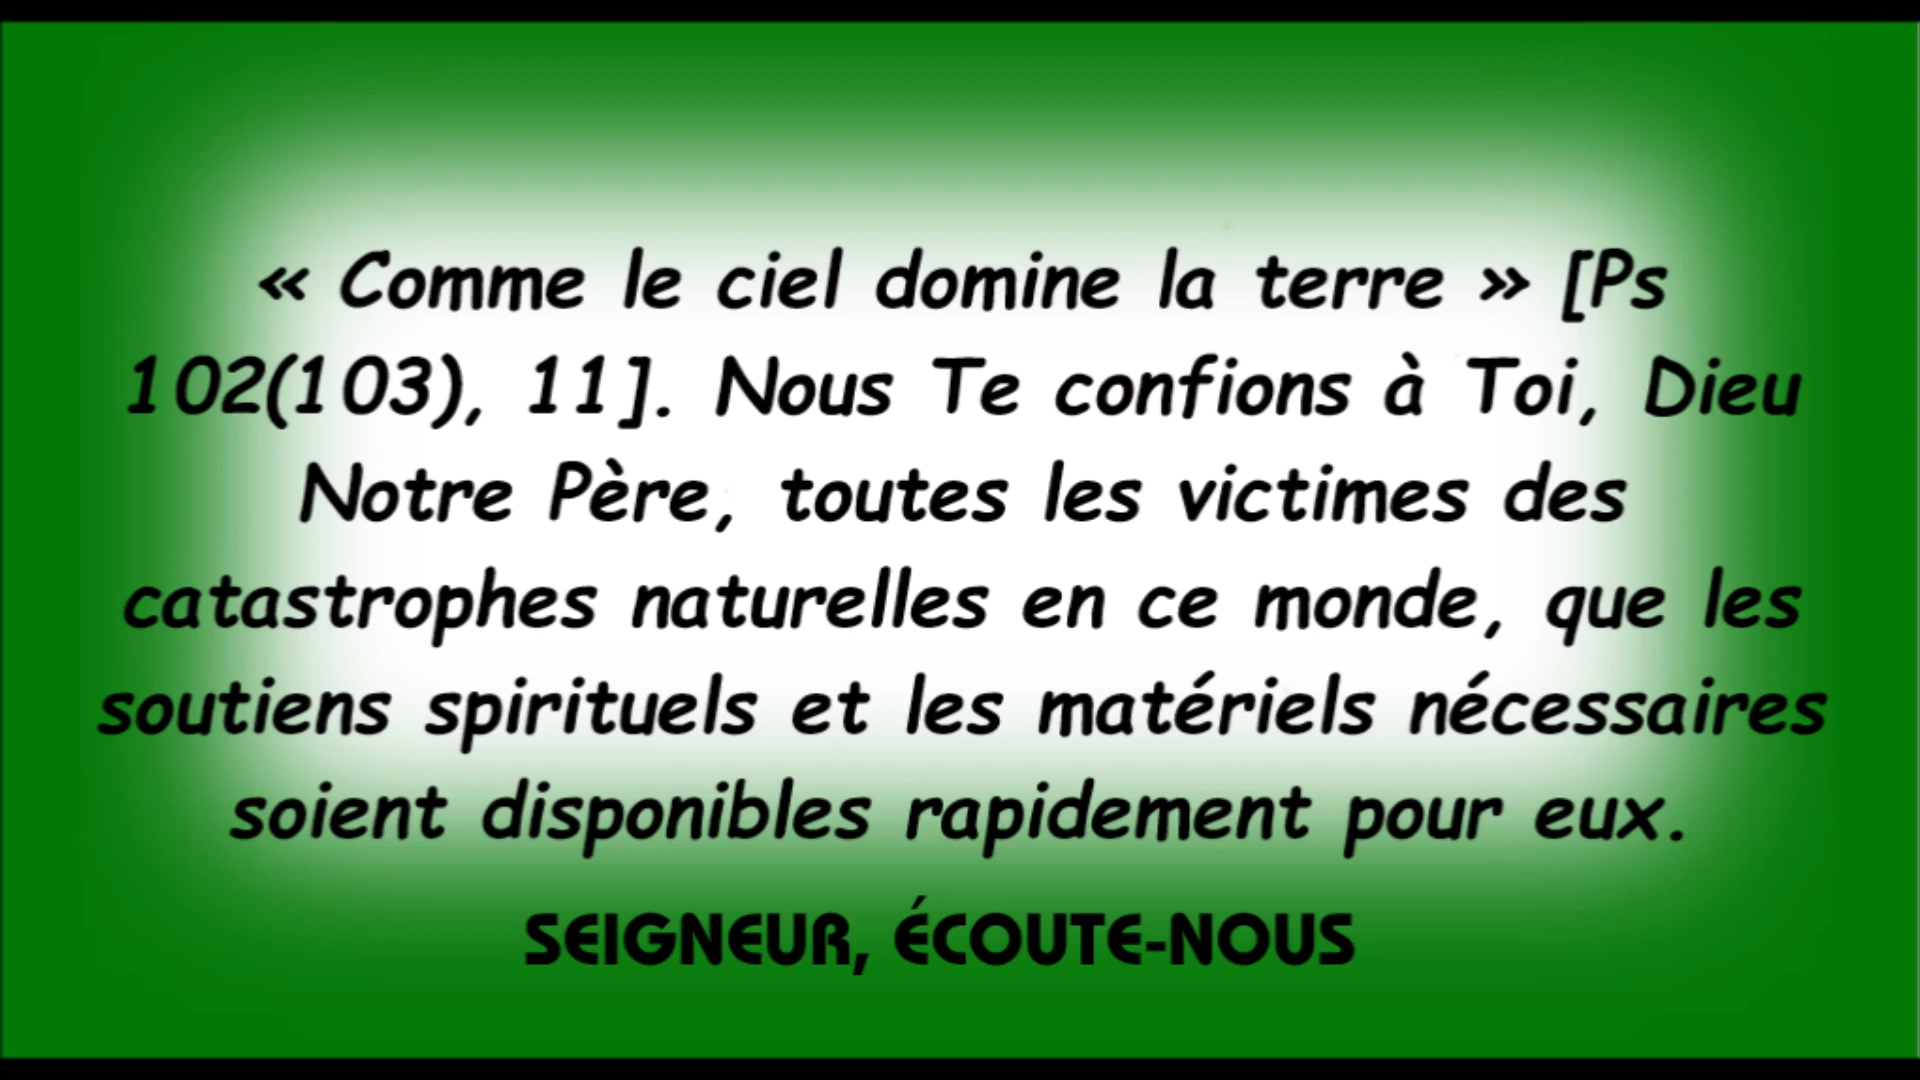 « Comme le ciel domine la terre » [Ps
102(103), 11]. Nous Te confions à Toi, Dieu
Notre Père, toutes les victimes des
catastrophes naturelles en ce monde, que les
soutiens spirituels et les matériels nécessaires
soient disponibles rapidement pour eux.
SEIGNEUR, ÉCOUTE-NOUS